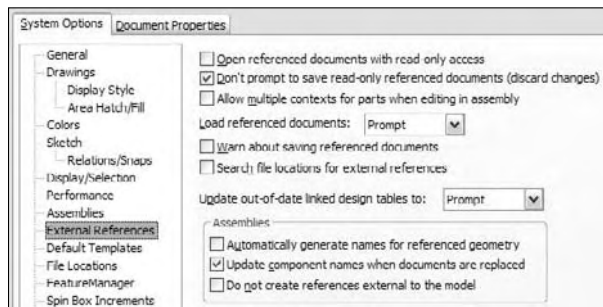 System Options
Document Properties
General
Drawings
Display Style
Area Hatch/Fill
Colors
Sketch
Relations/Snaps
Display/Selection
Performance
Assemblies
External References
Default Templates
File Locations
FeatureManager
Spin Box Increments
Open referenced documents with read-only access
Don't prompt to save read-only referenced documents (discard changes)
Allow multiple contexts for parts when editing in assembly
Load referenced documents: Prompt
Warn about saving referenced documents
Search file locations for external references
Update out-of-date linked design tables to: Prompt
Assemblies
Automatically generate names for referenced geometry
Update component names when documents are replaced
Do not create references external to the model